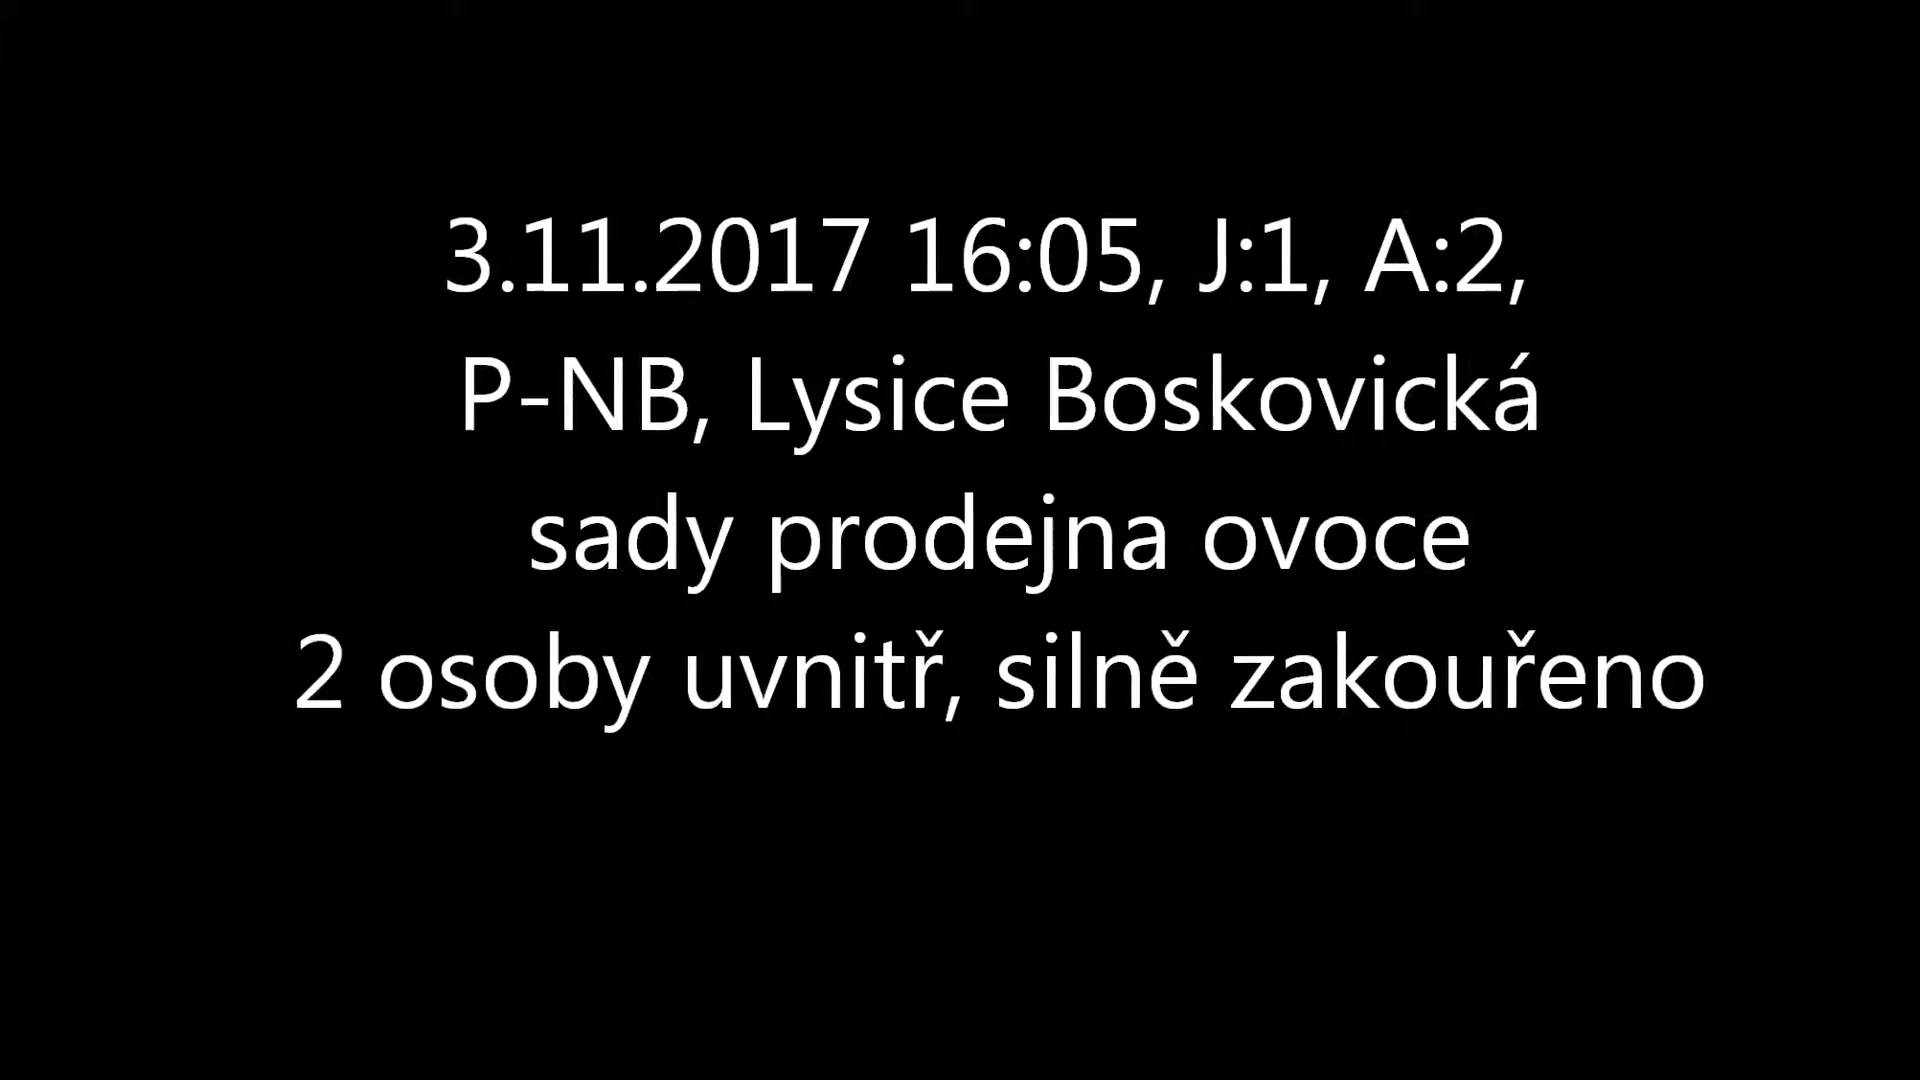 3.11.2017 16:05, J:1, A:2,
P-NB, Lysice Boskovická
sady prodejna ovoce
2 osoby uvnitř, silně zakouřeno